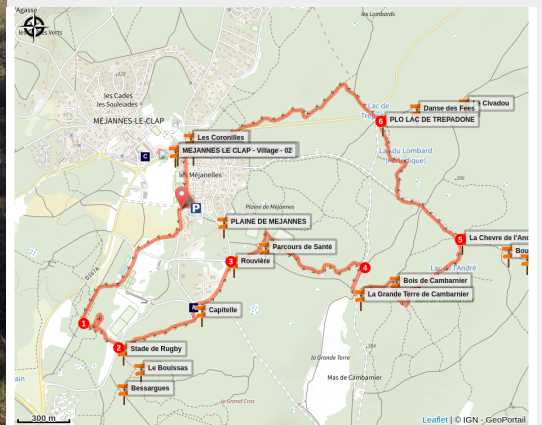 les Lombards
les Cades
les Souleiades
MÉJANNES-LE-CLAP
Danse des Fees
Civadou
Lac de
6
PLO LAC DE TREPADONE
Les Coronilles
MEJANNES LE CLAP - Village - 02
C
Lac du Lombard
(Périodique)
les Méjanelles
P
Plaine de Méjannes
PLAINE DE MEJANNES
Parcours de Santé
5
La Chevre de l'And
Bou
3
Rouvière
4
Lac de l'André
Bois de Cambarnier
La Grande Terre de Cambarnier
A
Capitelle
1
2
Stade de Rugby
Le Bouissas
Bessargues
la Grande Terre
Mas de Cambarnier
le Grand Cros
300 m
Leaflet | © IGN - GeoPortail